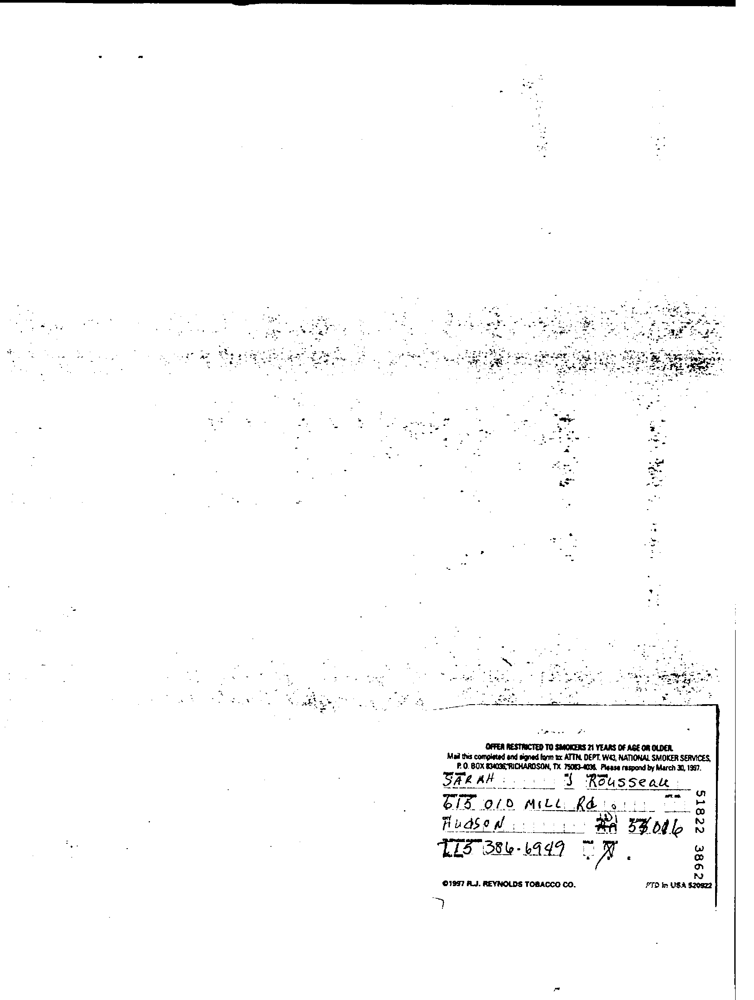 OFFER RESTRICTED TO SMOKERS 21 YEARS OF AGE OR OLDER.
Mail this completed and signed form to: ATTN. DEPT. W43, NATIONAL SMOKER SERVICES,
P.O. BOX RICHARDSON, TX 75083-4036. Please respond by March 30, 1997.
SARAH J Rousseau
615 OlD MILL Rd
HudSON WI 54016
715 386-6949
51822 3862
©1997 R.J. REYNOLDS TOBACCO CO. PTD In USA 520922